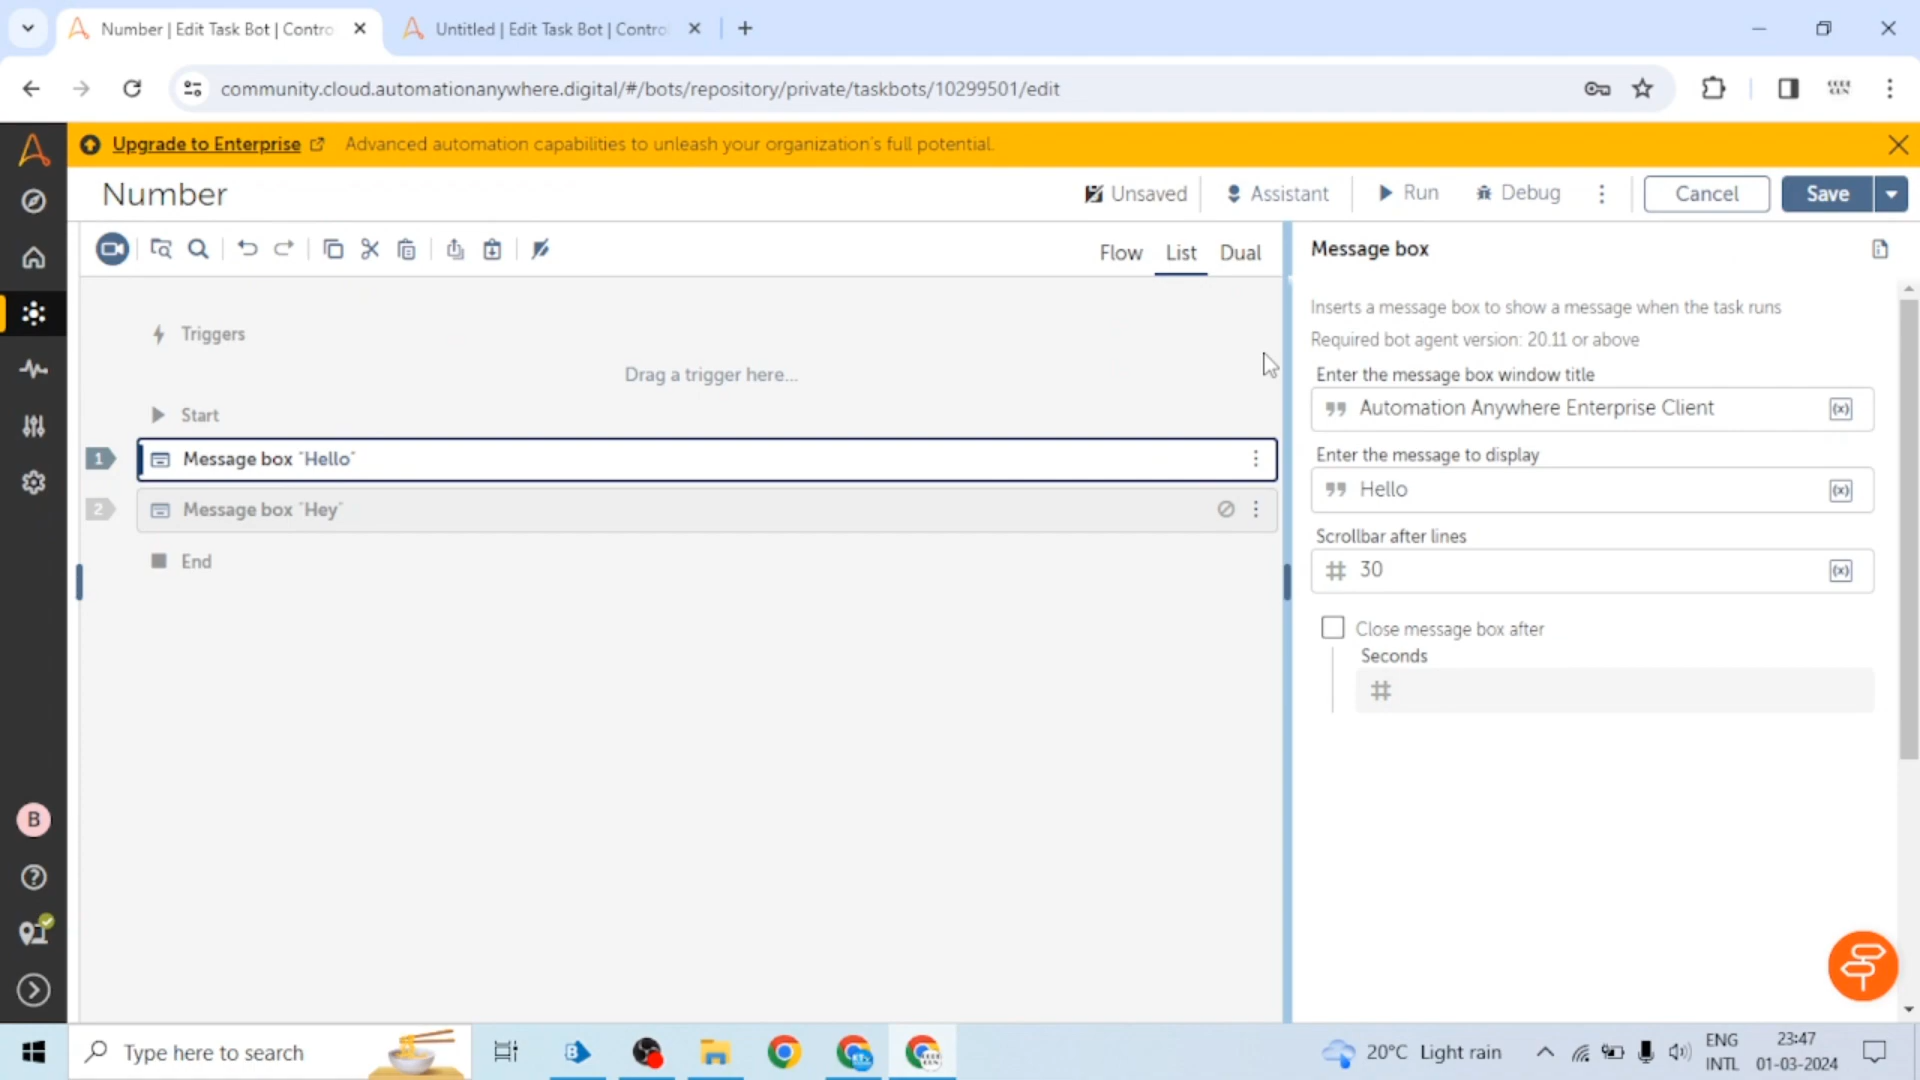 Number | Edit Task Bot | Contro
Untitled | Edit Task Bot | Contro
community.cloud.automationanywhere.digital/#/bots/repository/private/taskbots/10299501/edit
Upgrade to Enterprise Advanced automation capabilities to unleash your organization's full potential.
Number
Unsaved
Assistant
Run
Debug
Cancel
Save
Flow
List
Dual
Triggers
Drag a trigger here...
Start
1
Message box "Hello"
2
Message box "Hey"
End
Message box
Inserts a message box to show a message when the task runs
Required bot agent version: 20.11 or above
Enter the message box window title
Automation Anywhere Enterprise Client
(x)
Enter the message to display
Hello
(x)
Scrollbar after lines
30
(x)
Close message box after
Seconds
B
Type here to search
20°C Light rain
ENG
INTL
23:47
01-03-2024